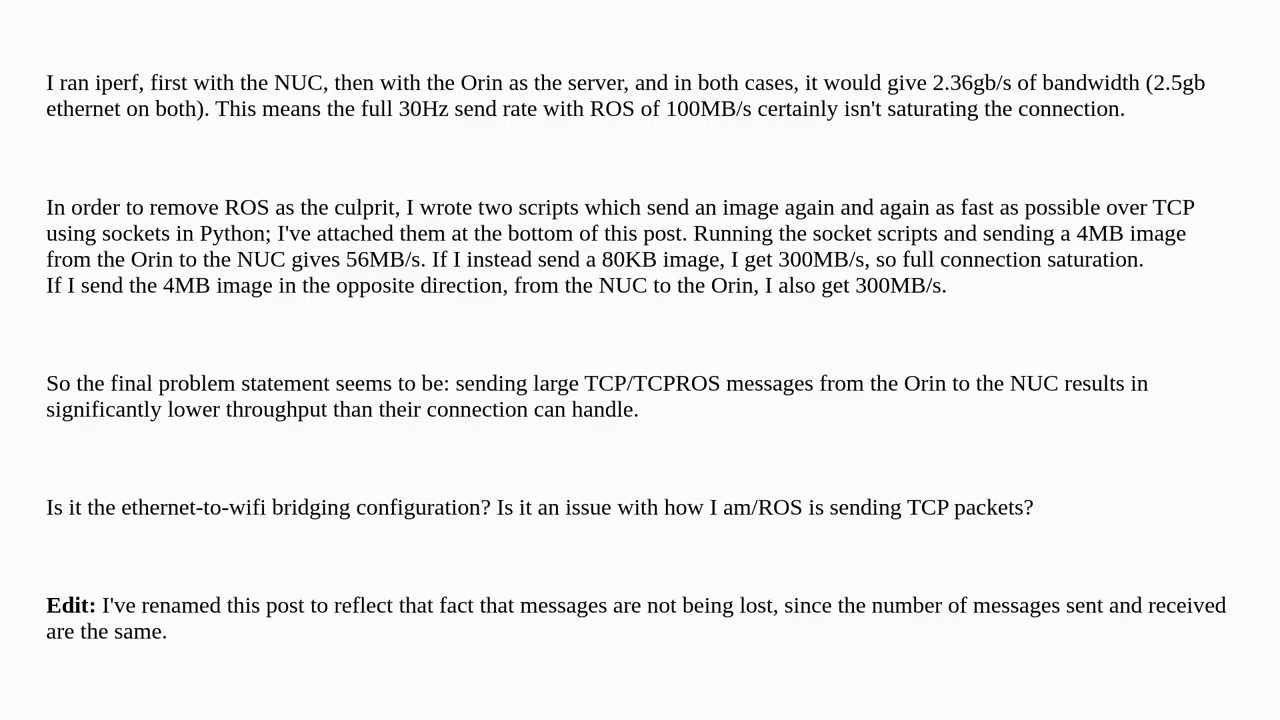 I ran iperf, first with the NUC, then with the Orin as the server, and in both cases, it would give 2.36gb/s of bandwidth (2.5gb
ethernet on both). This means the full 30Hz send rate with ROS of 100MB/s certainly isn't saturating the connection.
In order to remove ROS as the culprit, I wrote two scripts which send an image again and again as fast as possible over TCP
using sockets in Python; I've attached them at the bottom of this post. Running the socket scripts and sending a 4MB image
from the Orin to the NUC gives 56MB/s. If I instead send a 80KB image, I get 300MB/s, so full connection saturation.
If I send the 4MB image in the opposite direction, from the NUC to the Orin, I also get 300MB/s.
So the final problem statement seems to be: sending large TCP/TCPROS messages from the Orin to the NUC results in
significantly lower throughput than their connection can handle.
Is it the ethernet-to-wifi bridging configuration? Is it an issue with how I am/ROS is sending TCP packets?
Edit: I've renamed this post to reflect that fact that messages are not being lost, since the number of messages sent and received
are the same.